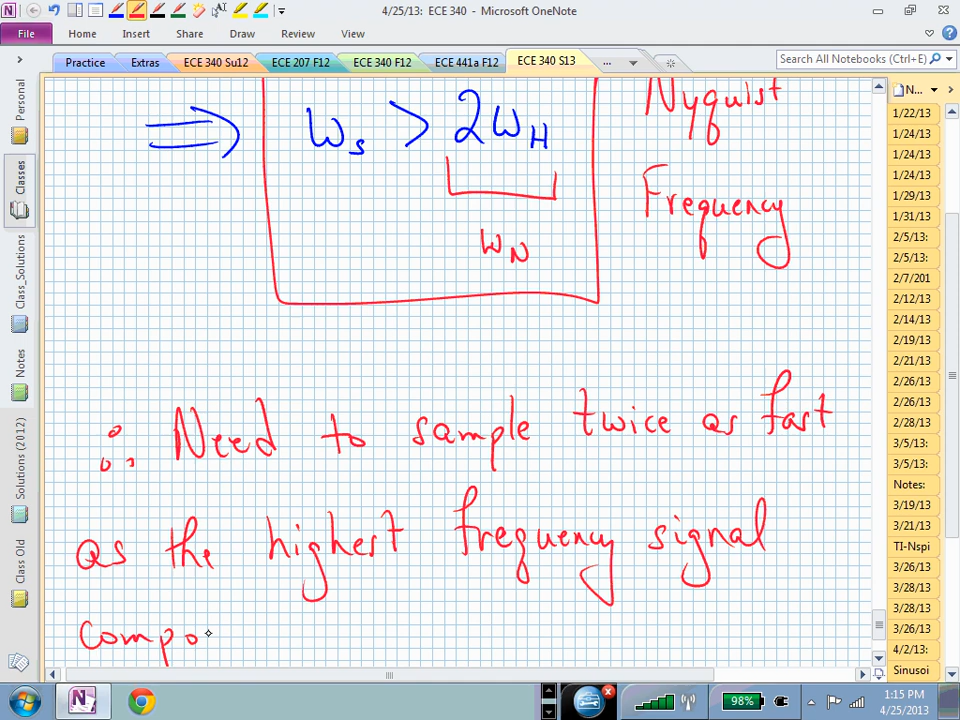 4/25/13: ECE 340 - Microsoft OneNote
File Home Insert Share Draw Review View
Practice Extras ECE 340 Su12 ECE 207 F12 ECE 340 F12 ECE 441a F12 ECE 340 S13 ...
Search All Notebooks (Ctrl+E)
Personal
Classes
Class_Solutions
Notes
Solutions (2012)
Class Old
N...
1/22/13
1/24/13
1/24/13
1/24/13
1/29/13
1/31/13
2/5/13:
2/5/13:
2/7/201
2/12/13
2/14/13
2/19/13
2/21/13
2/26/13
2/26/13
2/28/13
3/5/13:
3/5/13:
Notes:
3/19/13
3/21/13
TI-Nspi
3/26/13
3/28/13
3/28/13
3/26/13
4/2/13:
Sinusoi
⇒ ωs > 2ωH
ωN
Nyquist
Frequency
∴ Need to sample twice as fast
as the highest frequency signal
compo
98%
1:15 PM
4/25/2013